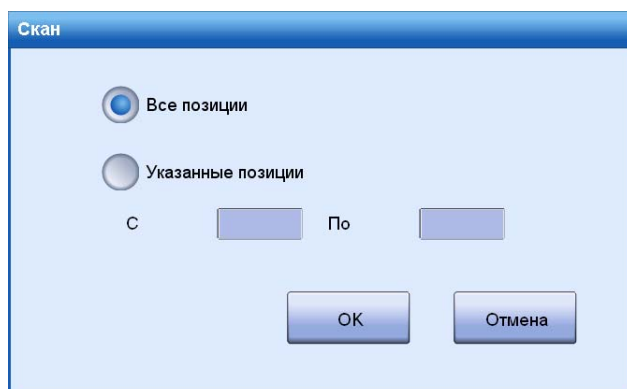 Скан
Все позиции
Указанные позиции
С По
OK Отмена